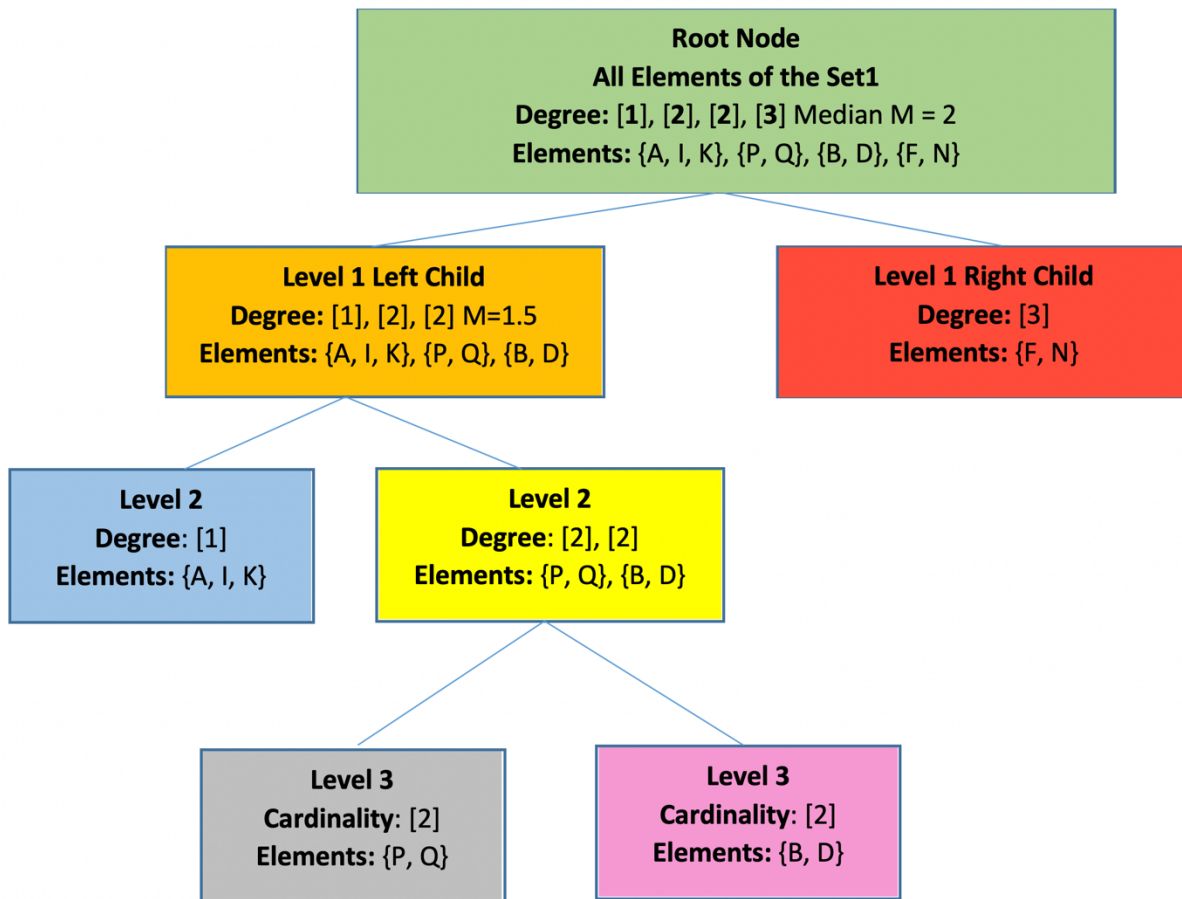 Root Node
All Elements of the Set1
Degree: [1], [2], [2], [3] Median M = 2
Elements: {A, I, K}, {P, Q}, {B, D}, {F, N}
Level 1 Left Child
Degree: [1], [2], [2] M=1.5
Elements: {A, I, K}, {P, Q}, {B, D}
Level 1 Right Child
Degree: [3]
Elements: {F, N}
Level 2
Degree: [1]
Elements: {A, I, K}
Level 2
Degree: [2], [2]
Elements: {P, Q}, {B, D}
Level 3
Cardinality: [2]
Elements: {P, Q}
Level 3
Cardinality: [2]
Elements: {B, D}